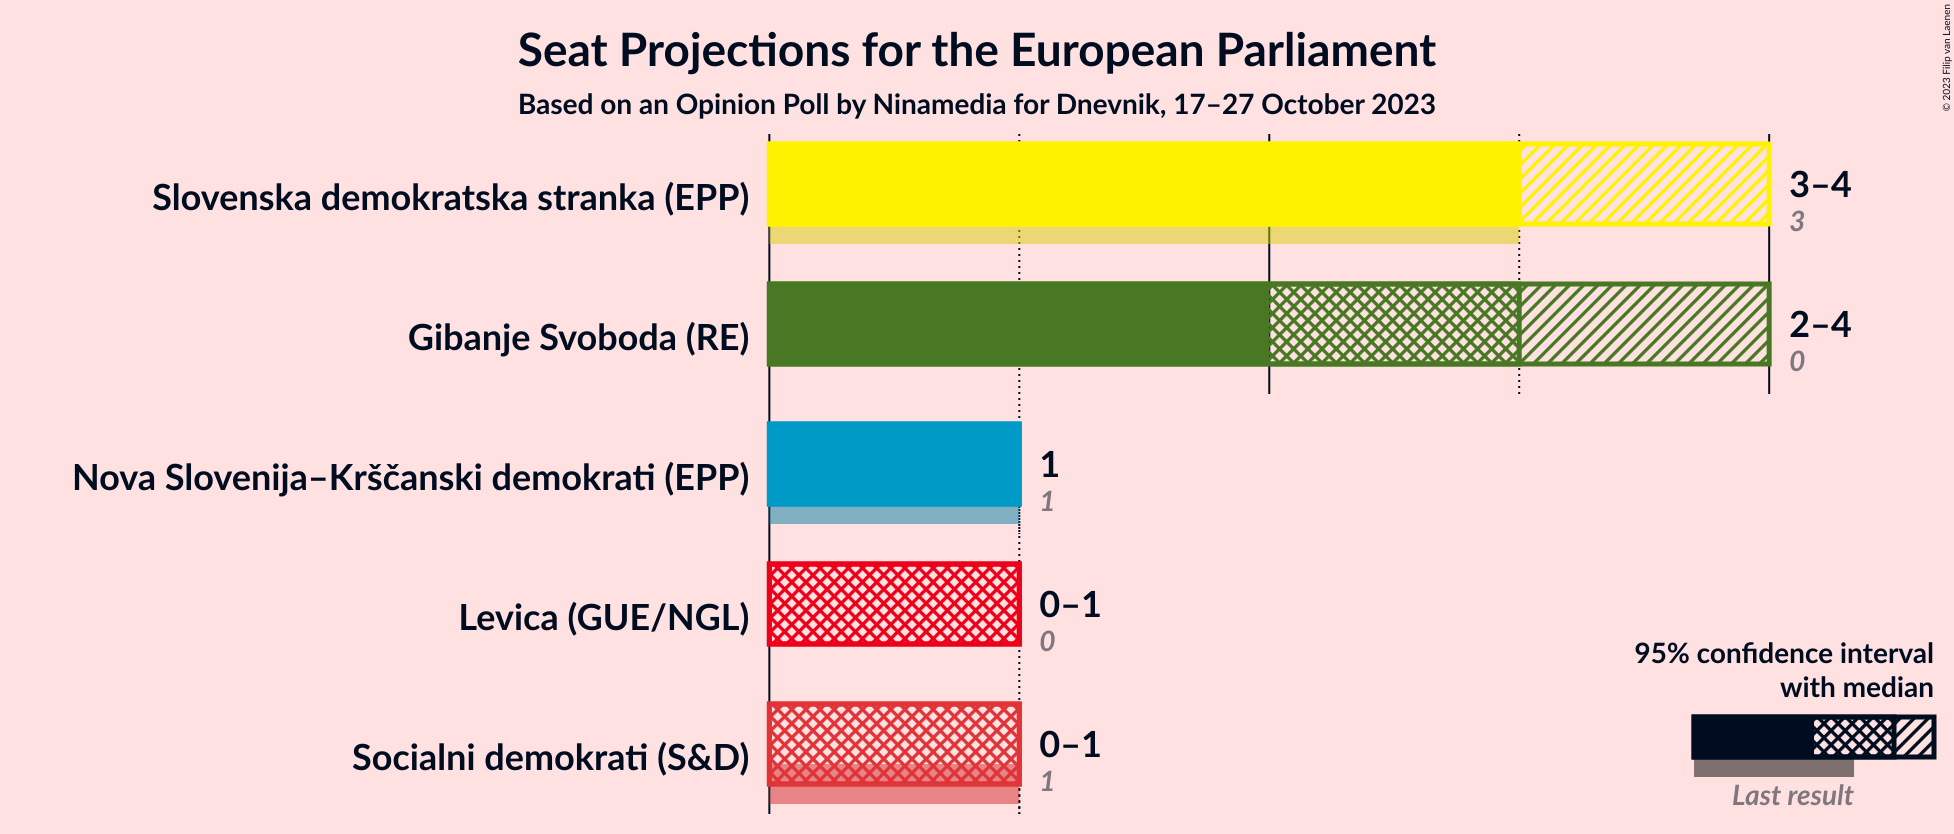 Seat Projections for the European Parliament
Based on an Opinion Poll by Ninamedia for Dnevnik, 17–27 October 2023
© 2023 Filip van Laenen
Slovenska demokratska stranka (EPP)
3–4
3
Gibanje Svoboda (RE)
2–4
0
Nova Slovenija–Krščanski demokrati (EPP)
1
1
Levica (GUE/NGL)
0–1
0
Socialni demokrati (S&D)
0–1
1
95% confidence interval
with median
Last result